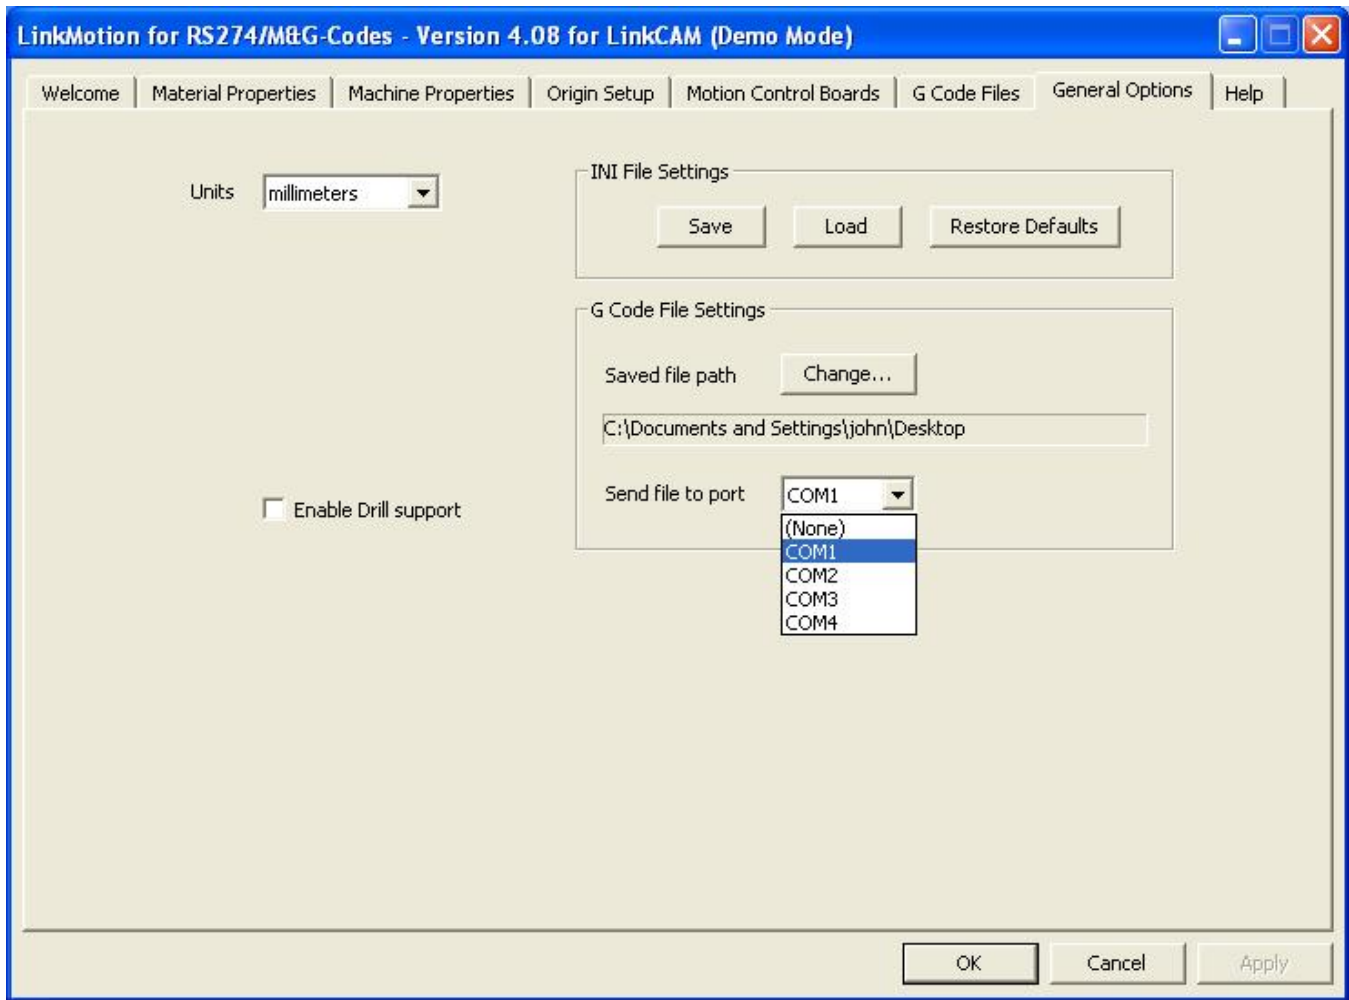 LinkMotion for RS274/M&G-Codes - Version 4.08 for LinkCAM (Demo Mode)
Welcome Material Properties Machine Properties Origin Setup Motion Control Boards G Code Files General Options Help
Units millimeters
INI File Settings
Save Load Restore Defaults
G Code File Settings
Saved file path Change...
C:\Documents and Settings\john\Desktop
Send file to port COM1
Enable Drill support
(None)
COM1
COM2
COM3
COM4
OK Cancel Apply